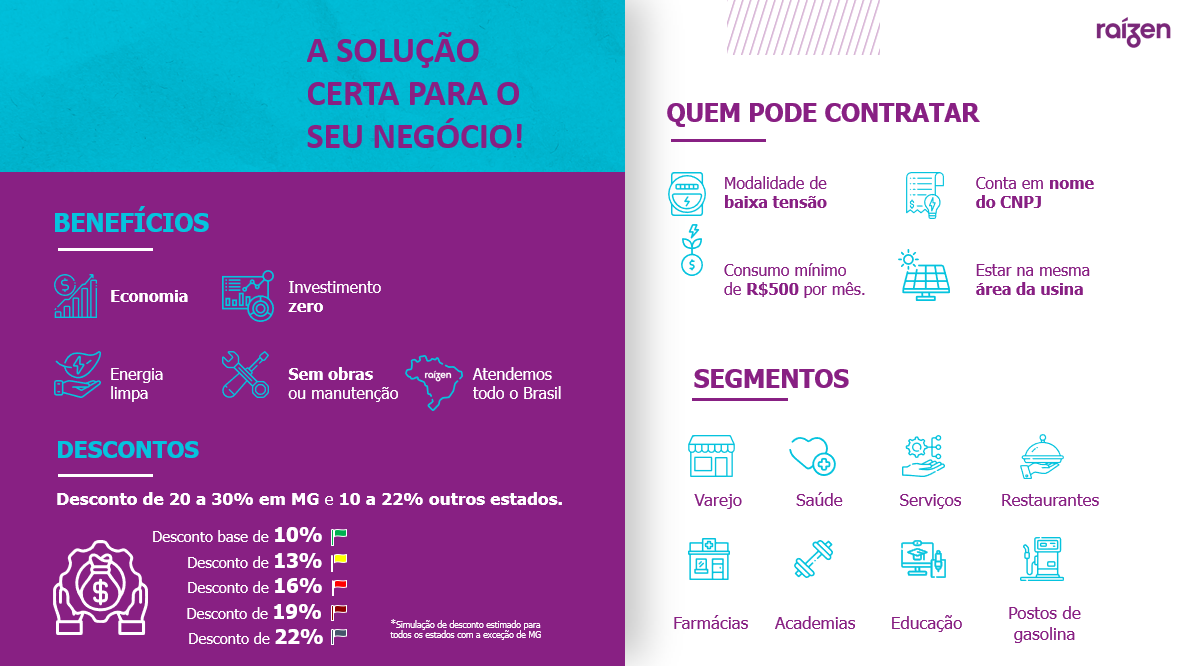 A SOLUÇÃO
CERTA PARA O
SEU NEGÓCIO!
BENEFÍCIOS
Economia
Investimento
zero
Energia
limpa
Sem obras
ou manutenção
raízen
Atendemos
todo o Brasil
DESCONTOS
Desconto de 20 a 30% em MG e 10 a 22% outros estados.
Desconto base de 10%
Desconto de 13%
Desconto de 16%
Desconto de 19%
Desconto de 22%
*Simulação de desconto estimado para
todos os estados com a exceção de MG
raízen
QUEM PODE CONTRATAR
Modalidade de
baixa tensão
Conta em nome
do CNPJ
Consumo mínimo
de R$500 por mês.
Estar na mesma
área da usina
SEGMENTOS
Varejo
Saúde
Serviços
Restaurantes
Farmácias
Academias
Educação
Postos de
gasolina